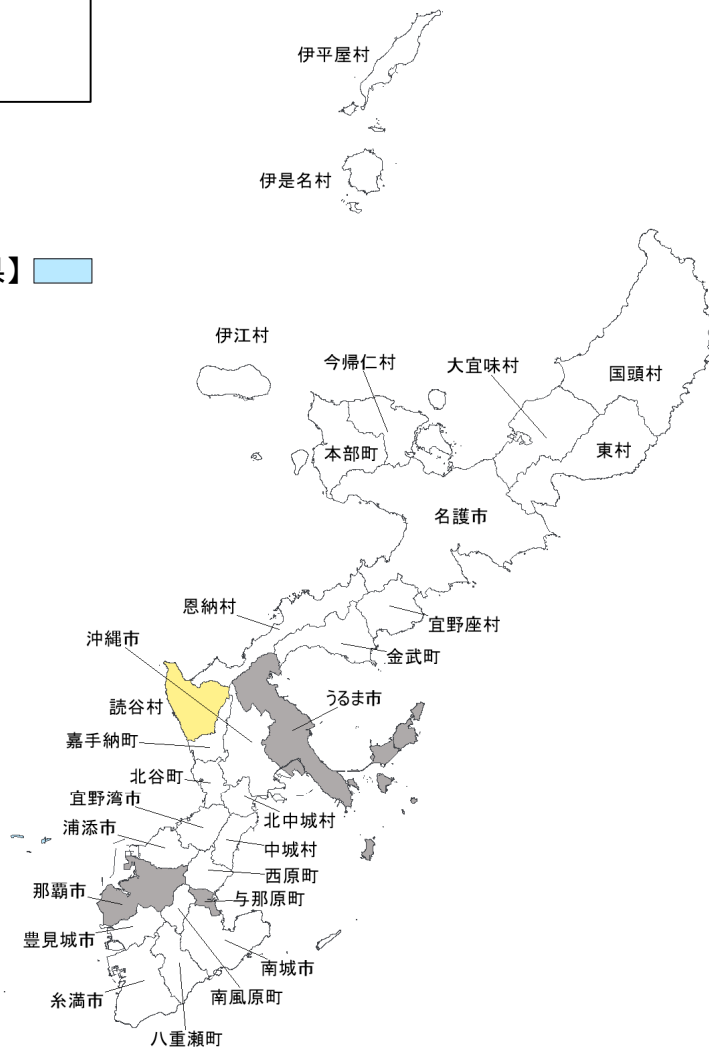 伊平屋村
伊是名村
】
伊江村
今帰仁村
大宜味村
国頭村
本部町
東村
名護市
恩納村
宜野座村
沖縄市
金武町
読谷村
うるま市
嘉手納町
北谷町
宜野湾市
北中城村
浦添市
中城村
西原町
那覇市
与那原町
豊見城市
南城市
糸満市
南風原町
八重瀬町